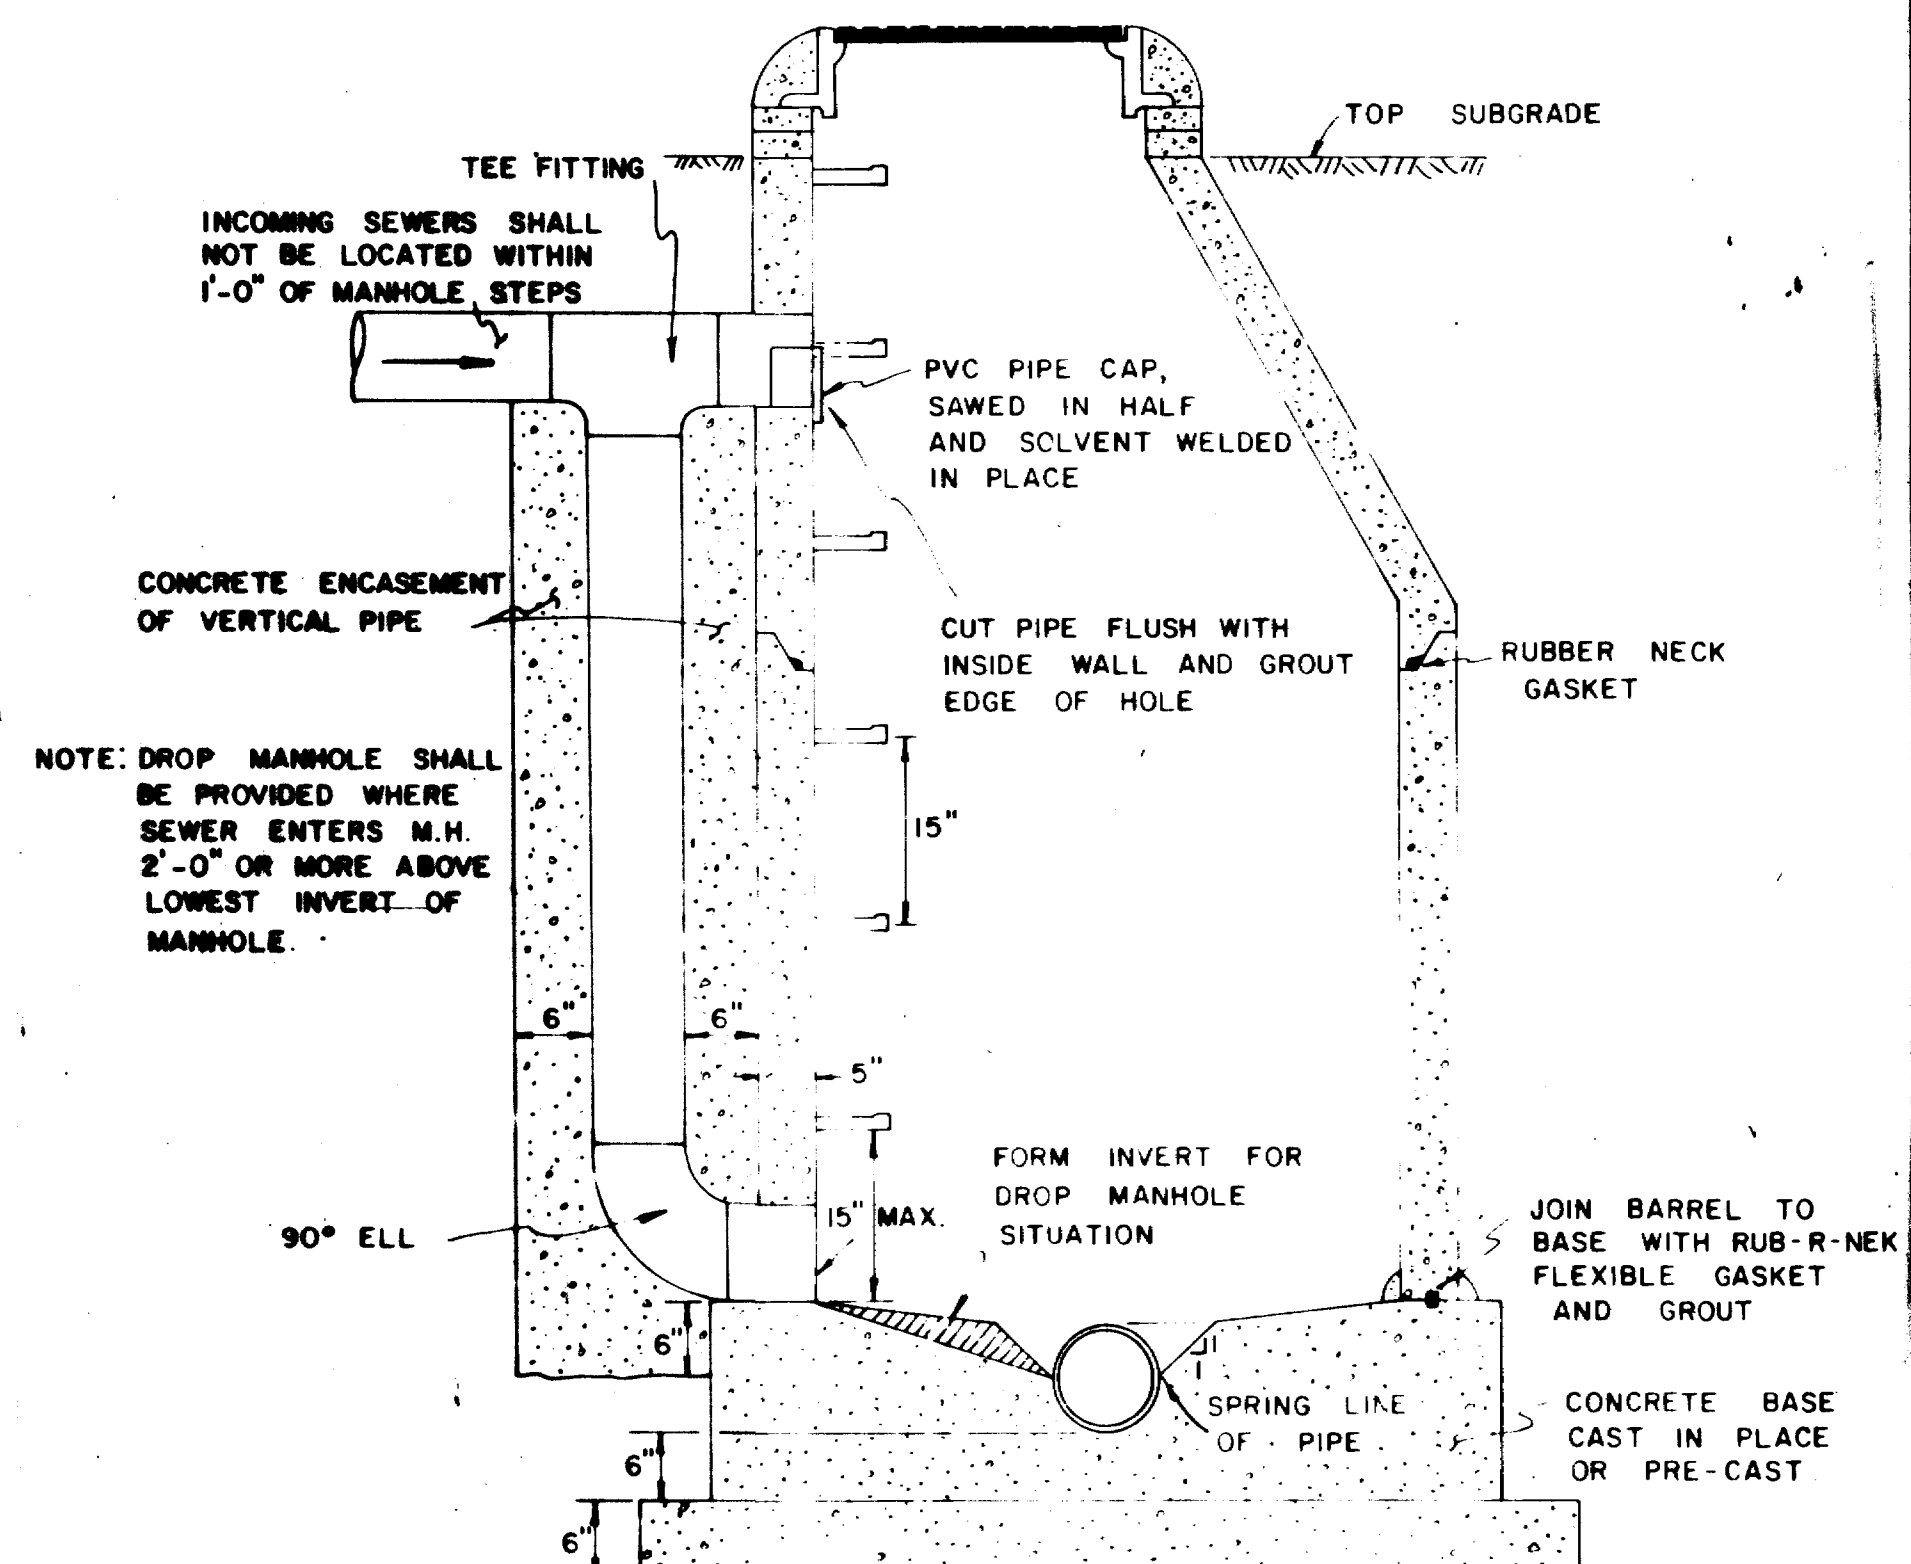 TOP SUBGRADE
TEE FITTING
INCOMING SEWERS SHALL
NOT BE LOCATED WITHIN
1'-0" OF MANHOLE STEPS
PVC PIPE CAP,
SAWED IN HALF
AND SOLVENT WELDED
IN PLACE
CONCRETE ENCASEMENT
OF VERTICAL PIPE
CUT PIPE FLUSH WITH
INSIDE WALL AND GROUT
EDGE OF HOLE
RUBBER NECK
GASKET
NOTE: DROP MANHOLE SHALL
BE PROVIDED WHERE
SEWER ENTERS M.H.
2'-0" OR MORE ABOVE
LOWEST INVERT OF
MANHOLE.
15"
6"
6"
5"
FORM INVERT FOR
DROP MANHOLE
SITUATION
15" MAX.
90° ELL
JOIN BARREL TO
BASE WITH RUB-R-NEK
FLEXIBLE GASKET
AND GROUT
6"
1
1
SPRING LINE
OF PIPE
CONCRETE BASE
CAST IN PLACE
OR PRE-CAST
6"
6"